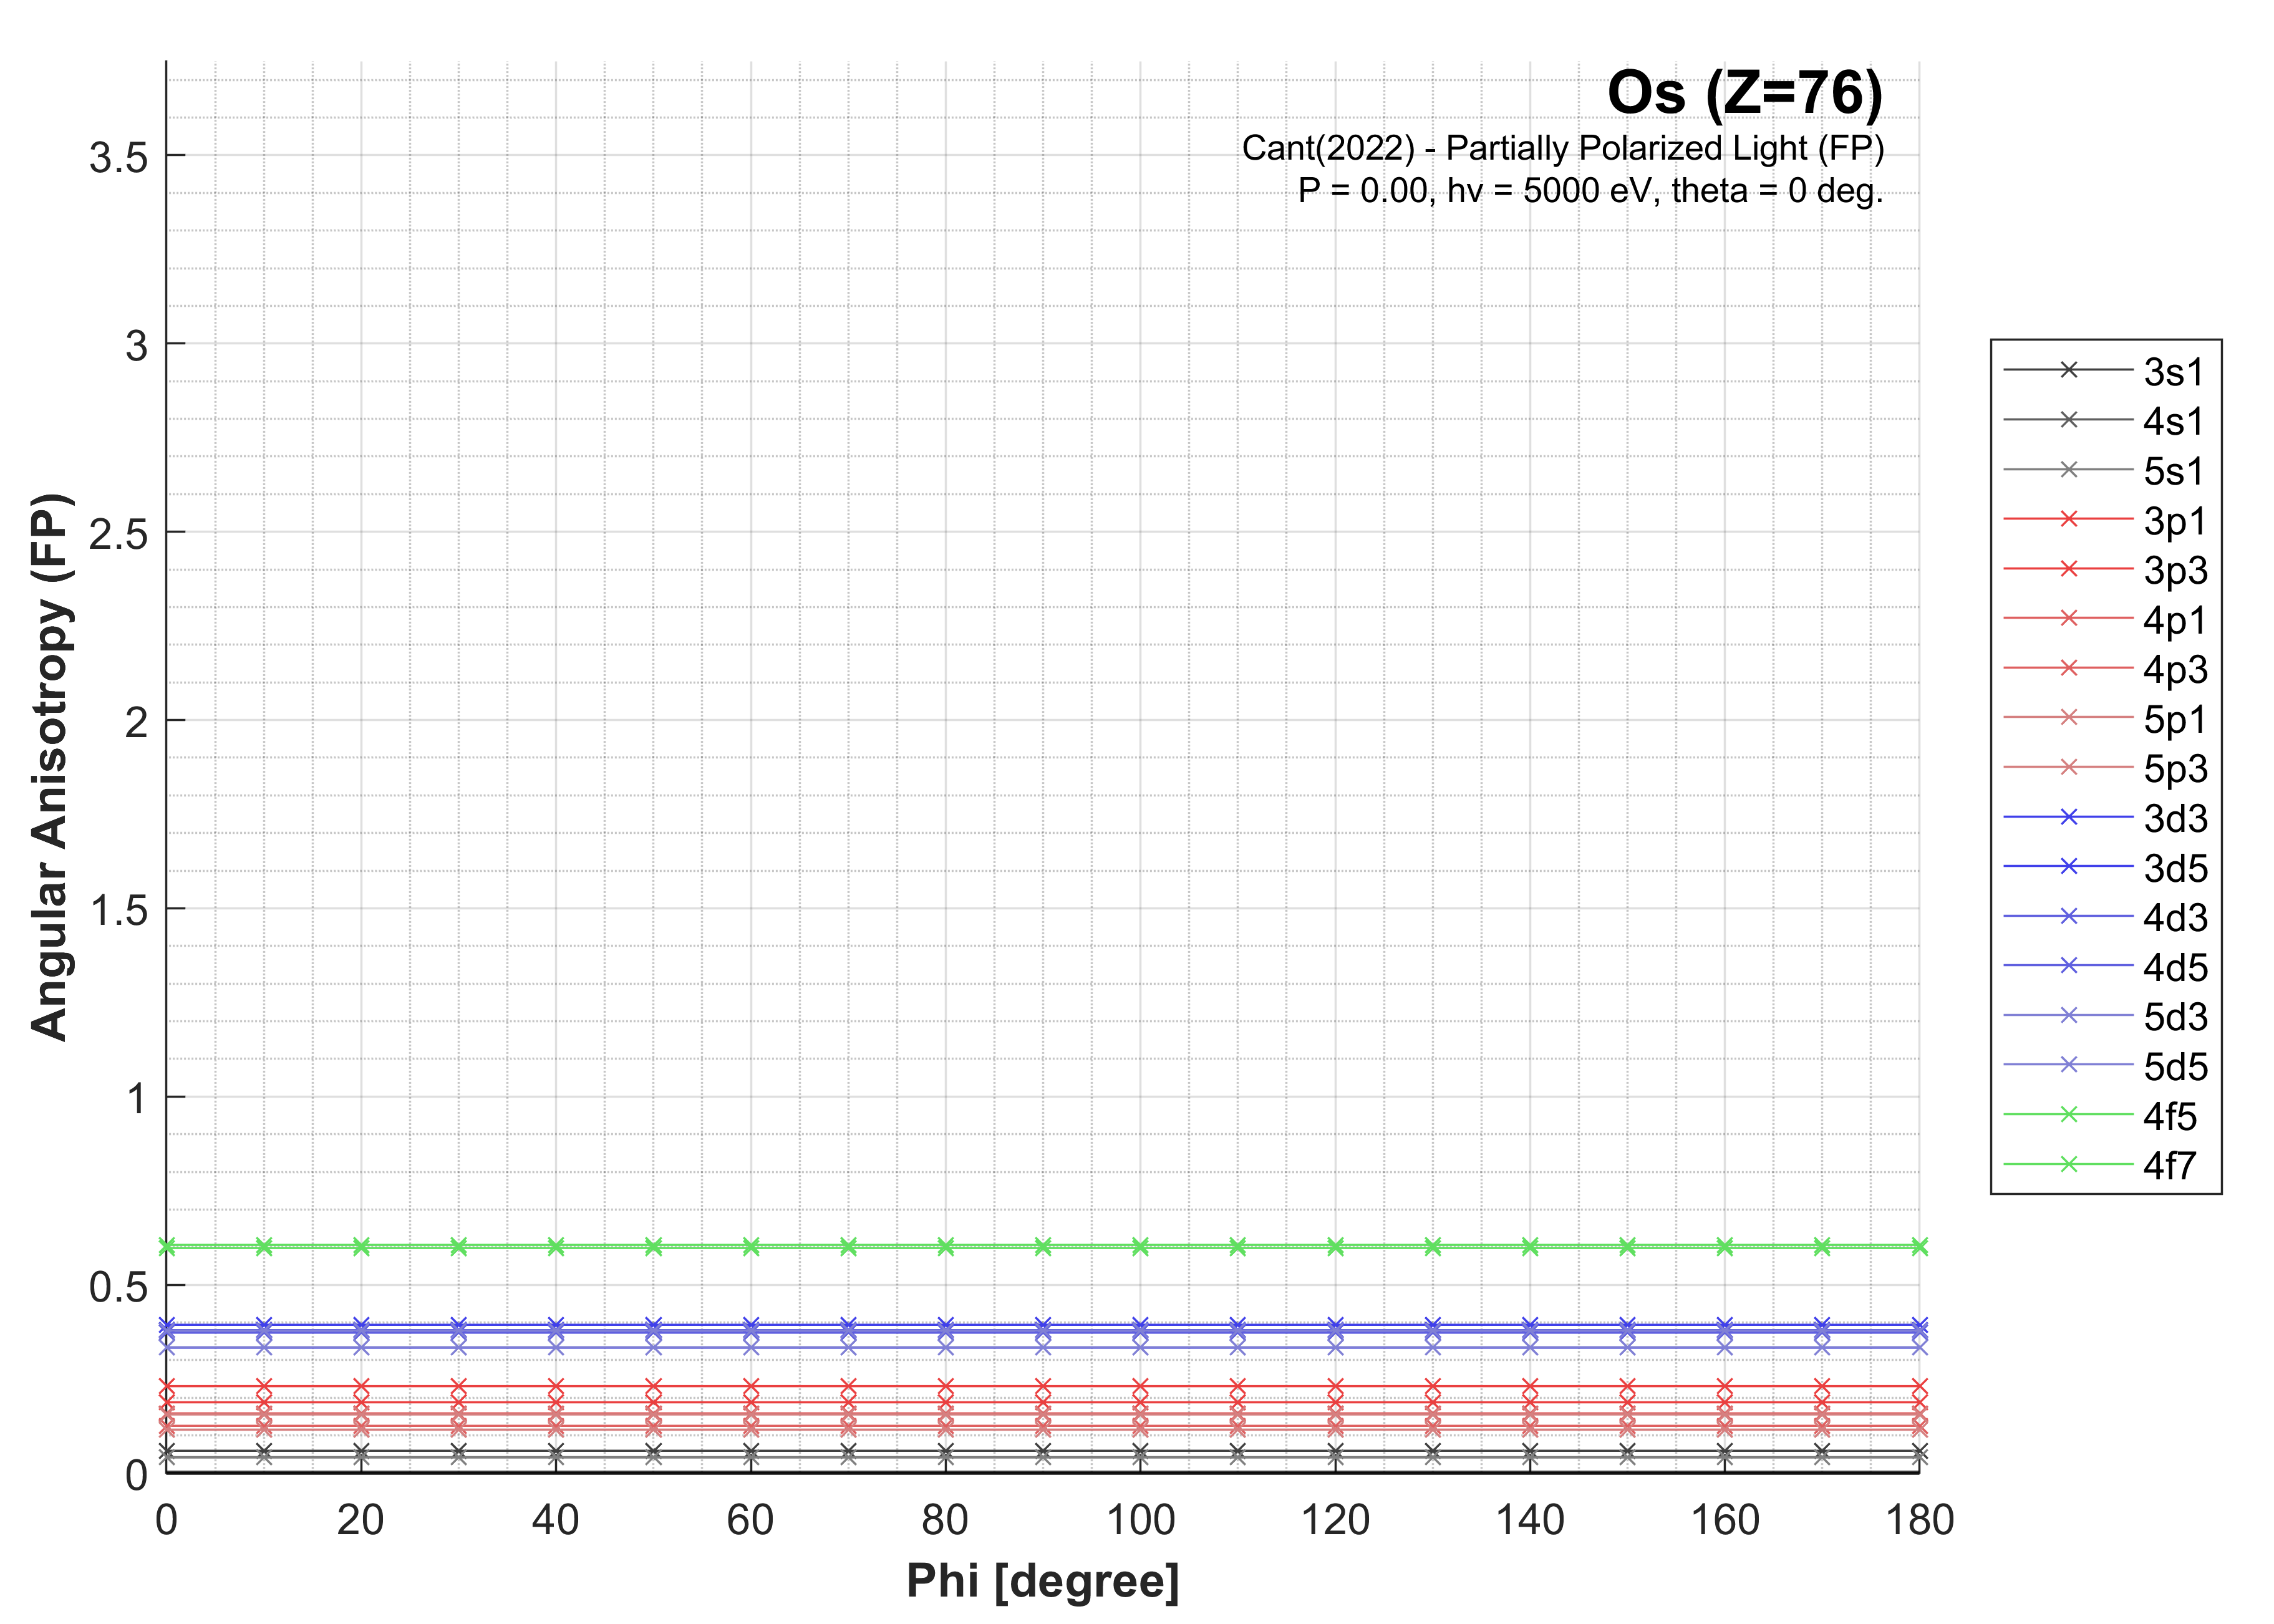 Os (Z=76)
Cant(2022) - Partially Polarized Light (FP)
P = 0.00, hv = 5000 eV, theta = 0 deg.
Angular Anisotropy (FP)
3.5
3
2.5
2
1.5
1
0.5
0
0 20 40 60 80 100 120 140 160 180
Phi [degree]
3s1
4s1
5s1
3p1
3p3
4p1
4p3
5p1
5p3
3d3
3d5
4d3
4d5
5d3
5d5
4f5
4f7